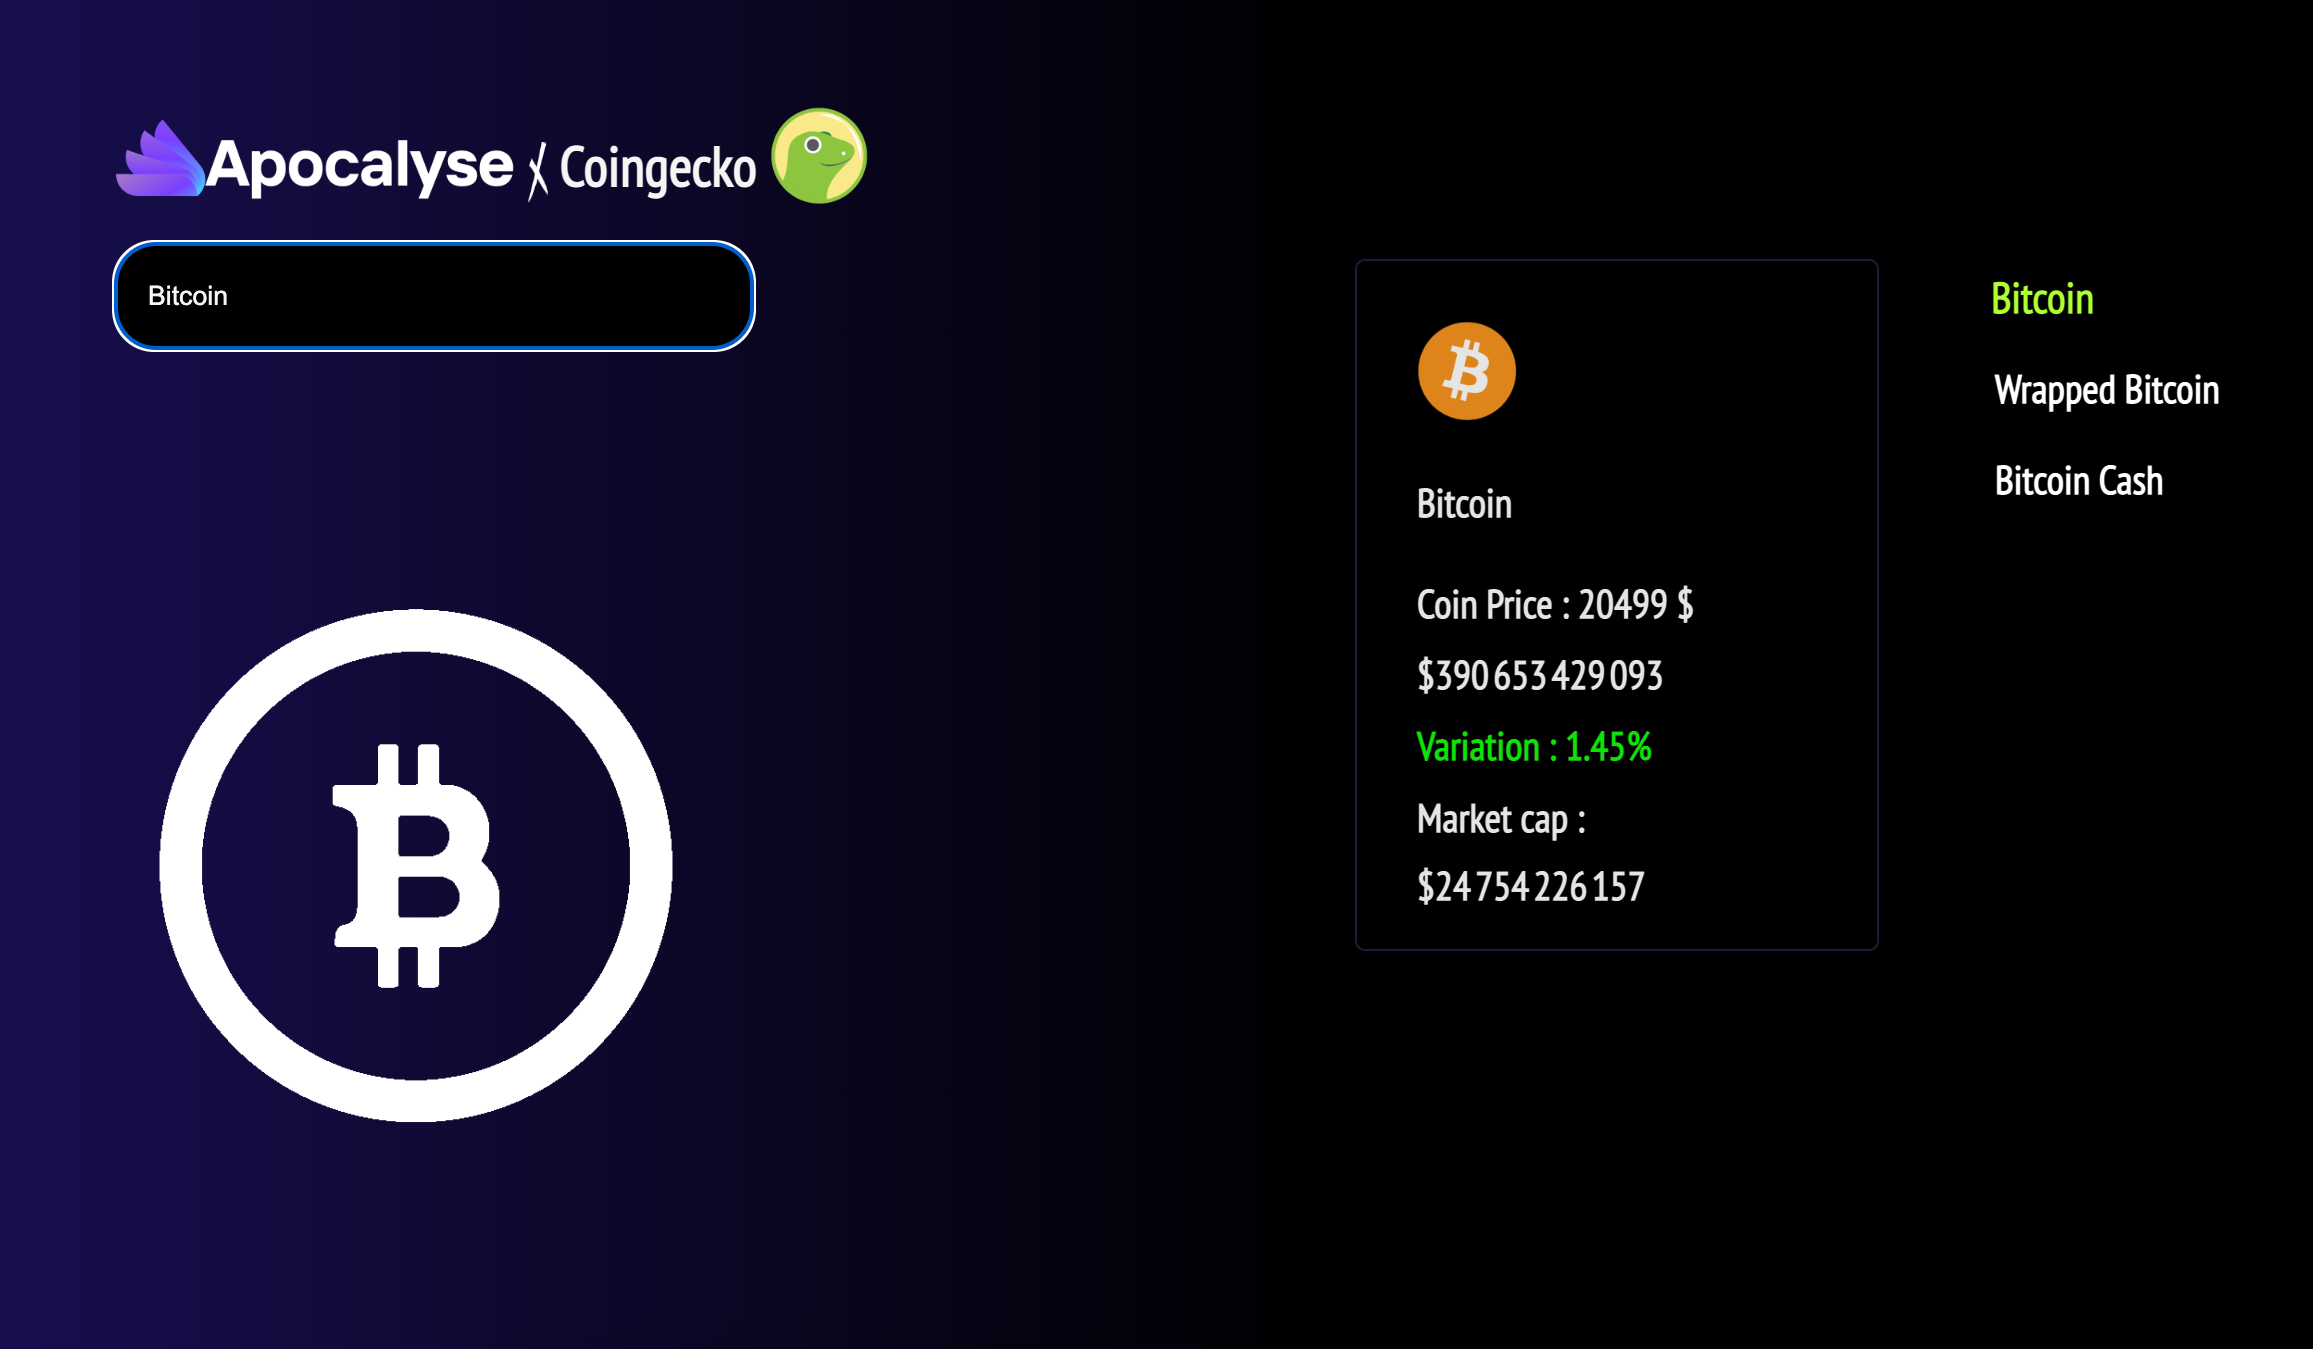 Apocalyse x Coingecko
Bitcoin
Bitcoin
Coin Price : 20499 $
$390 653 429 093
Variation : 1.45%
Market cap :
$24 754 226 157
Bitcoin
Wrapped Bitcoin
Bitcoin Cash